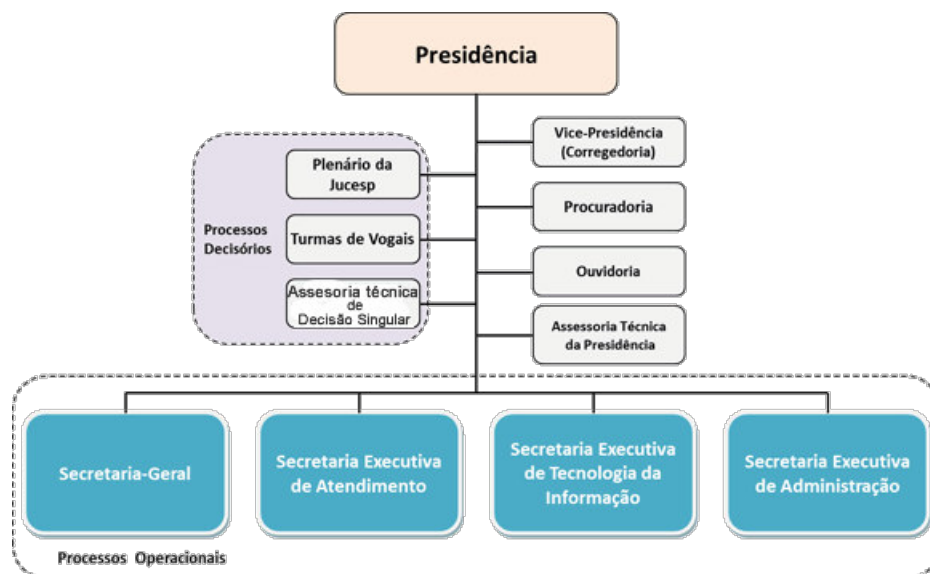 Presidência
Vice-Presidência
(Corregedoria)
Plenário da
Jucesp
Procuradoria
Processos
Decisórios
Turmas de Vogais
Ouvidoria
Assesoria técnica
de
Decisão Singular
Assessoria Técnica
da Presidência
Secretaria-Geral
Secretaria Executiva
de Atendimento
Secretaria Executiva
de Tecnologia da
Informação
Secretaria Executiva
de Administração
Processos Operacionais